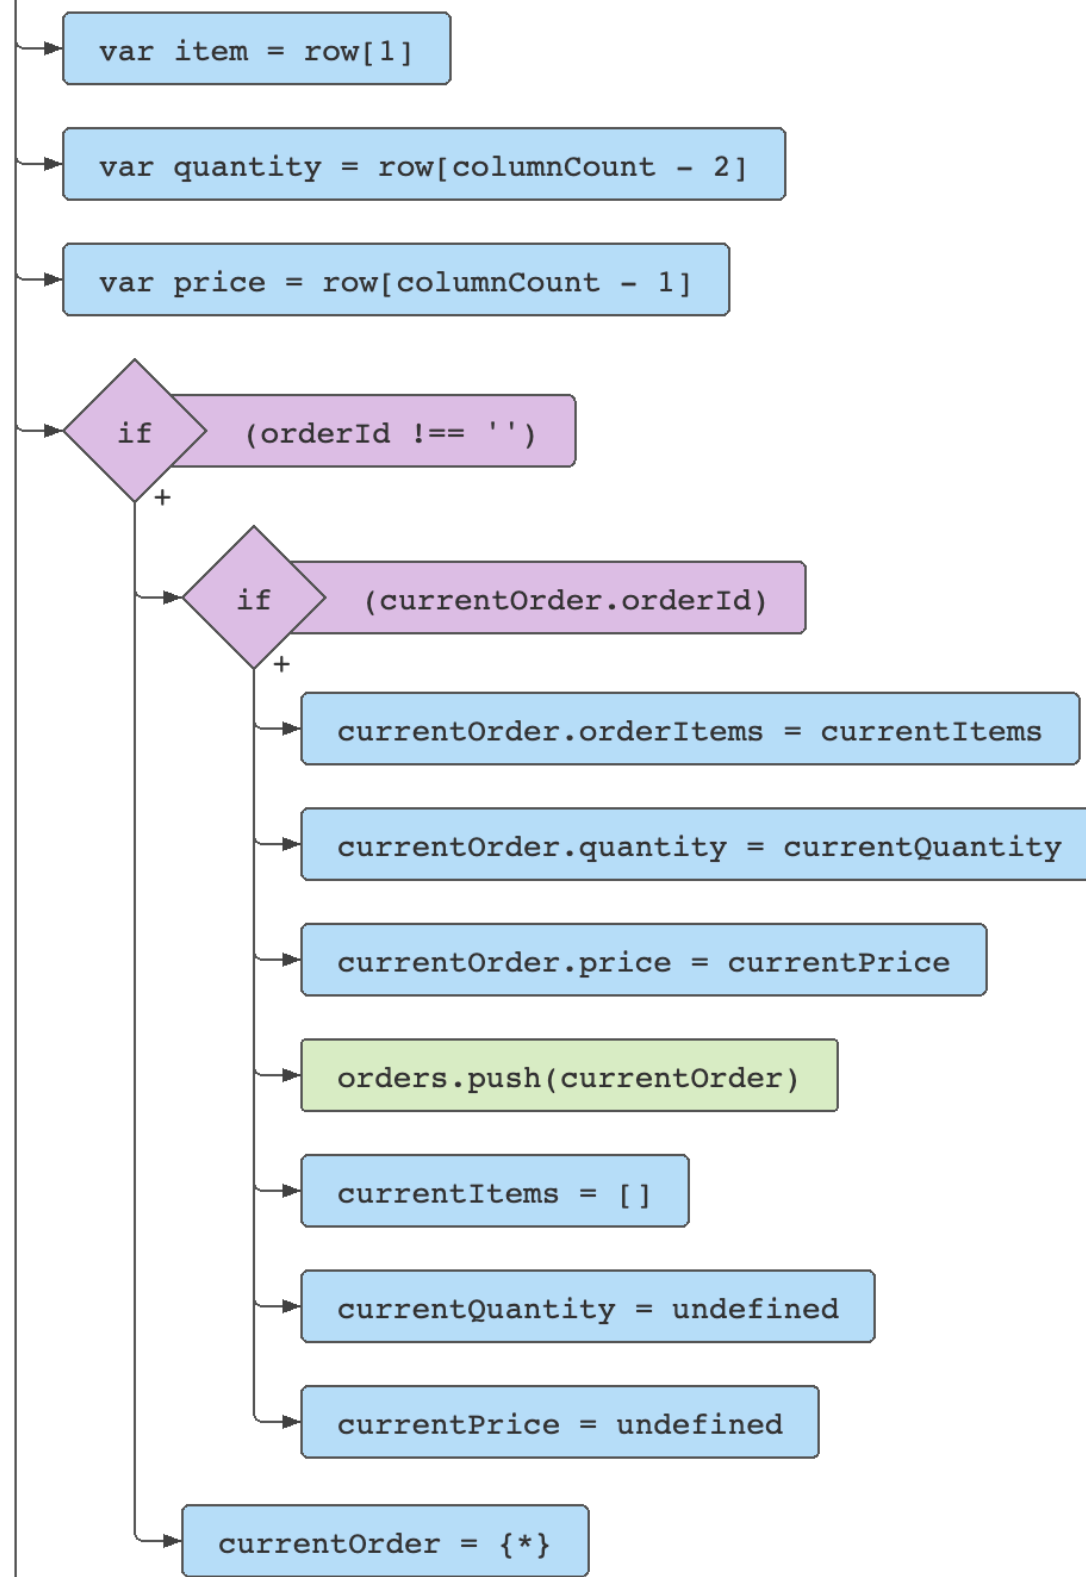 var item = row[1]
var quantity = row[columnCount - 2]
var price = row[columnCount - 1]
if (orderId !== '')
+
if (currentOrder.orderId)
+
currentOrder.orderItems = currentItems
currentOrder.quantity = currentQuantity
currentOrder.price = currentPrice
orders.push(currentOrder)
currentItems = []
currentQuantity = undefined
currentPrice = undefined
currentOrder = {*}